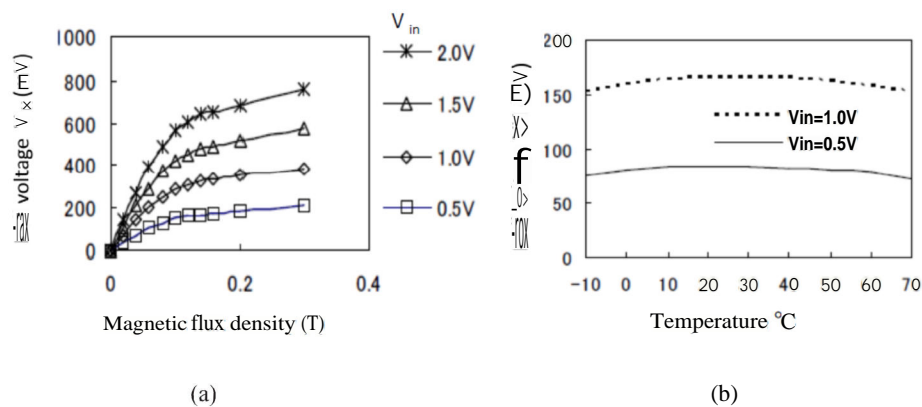 V in
1000
800
600
400
200
0
voltage V x (mV)
2.0V
1.5V
1.0V
0.5V
0 0.2 0.4
Magnetic flux density (T)
(a)
200
150
100
50
0
Vin=1.0V
Vin=0.5V
-10 0 10 20 30 40 50 60 70
Temperature ℃
(b)